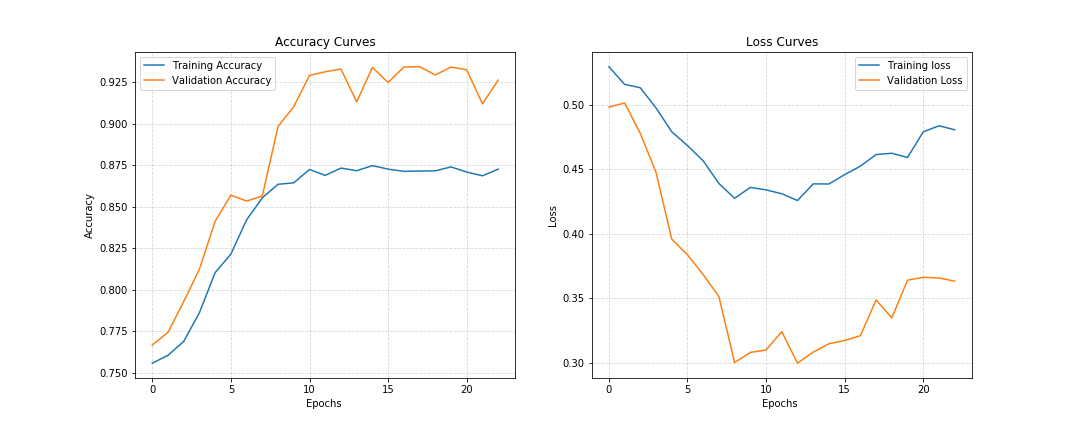 Accuracy Curves
Training Accuracy
Validation Accuracy
0.925
0.900
0.875
0.850
0.825
0.800
0.775
0.750
Accuracy
0 5 10 15 20
Epochs
Loss Curves
Training loss
Validation Loss
0.50
0.45
0.40
0.35
0.30
Loss
0 5 10 15 20
Epochs